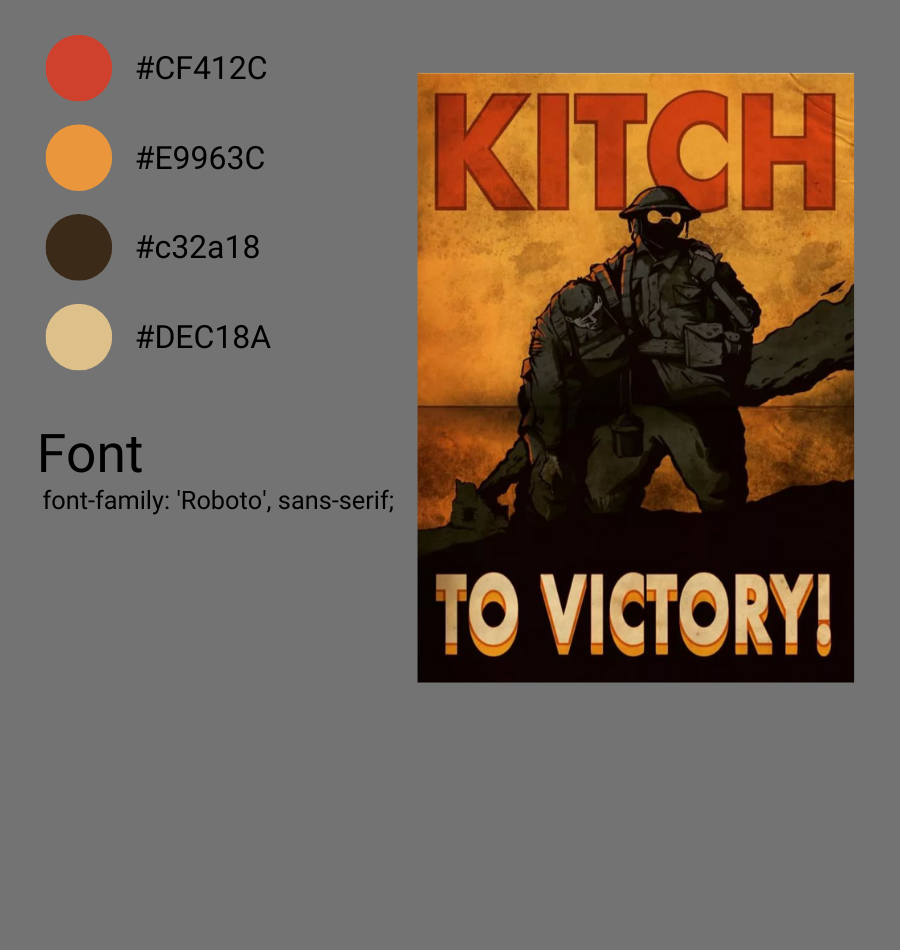 #CF412C
#E9963C
#c32a18
#DEC18A
Font
font-family: 'Roboto', sans-serif;
KITCH
TO VICTORY!